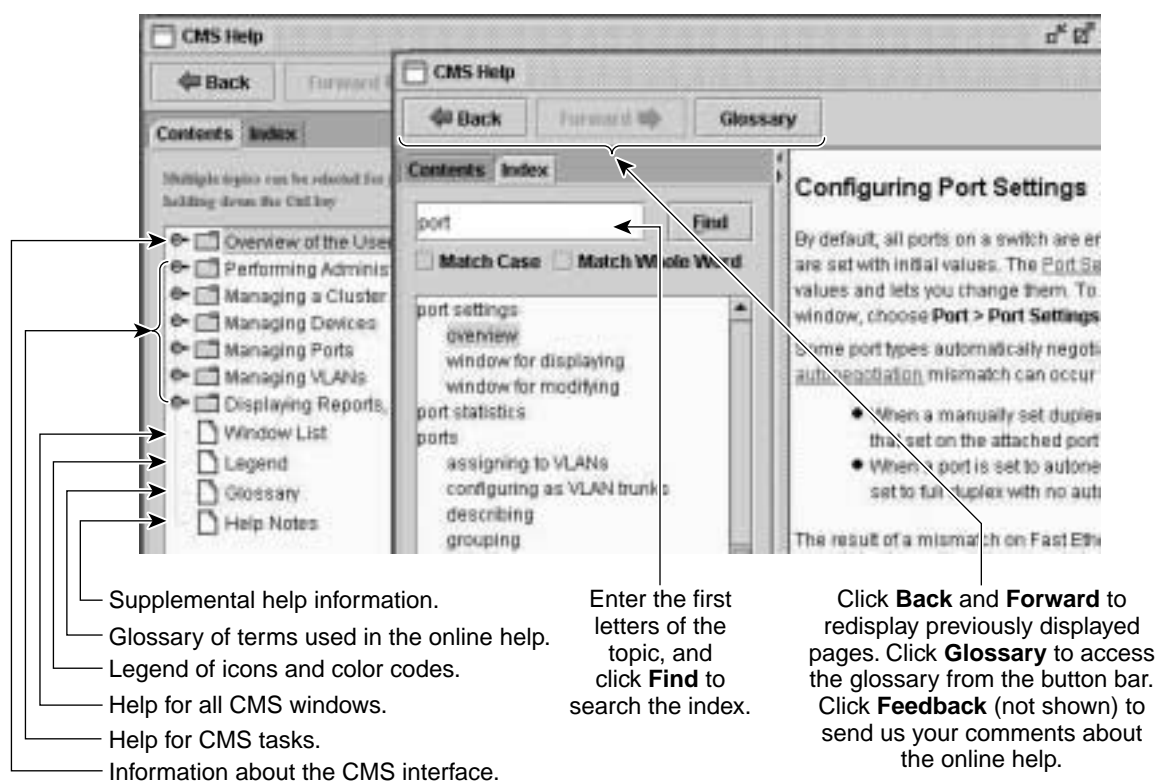 CMS Help
Back Forward
Contents Index
Multiple topics can be selected for
holding down the Ctrl key
Overview of the User
Performing Adminis
Managing a Cluster
Managing Devices
Managing Ports
Managing VLANs
Displaying Reports,
Window List
Legend
Glossary
Help Notes
CMS Help
Back Forward Glossary
Contents Index
port Find
Match Case Match Whole Word
port settings
overview
window for displaying
window for modifying
port statistics
ports
assigning to VLANs
configuring as VLAN trunks
describing
grouping
Configuring Port Settings
By default, all ports on a switch are en
are set with initial values. The Port Se
values and lets you change them. To
window, choose Port > Port Settings
Some port types automatically negoti
autonegotiation mismatch can occur
When a manually set duplex
that set on the attached port
When a port is set to autone
set to full duplex with no aut
The result of a mismatch on Fast Ethe
Supplemental help information.
Glossary of terms used in the online help.
Legend of icons and color codes.
Help for all CMS windows.
Help for CMS tasks.
Information about the CMS interface.
Enter the first
letters of the
topic, and
click Find to
search the index.
Click Back and Forward to
redisplay previously displayed
pages. Click Glossary to access
the glossary from the button bar.
Click Feedback (not shown) to
send us your comments about
the online help.